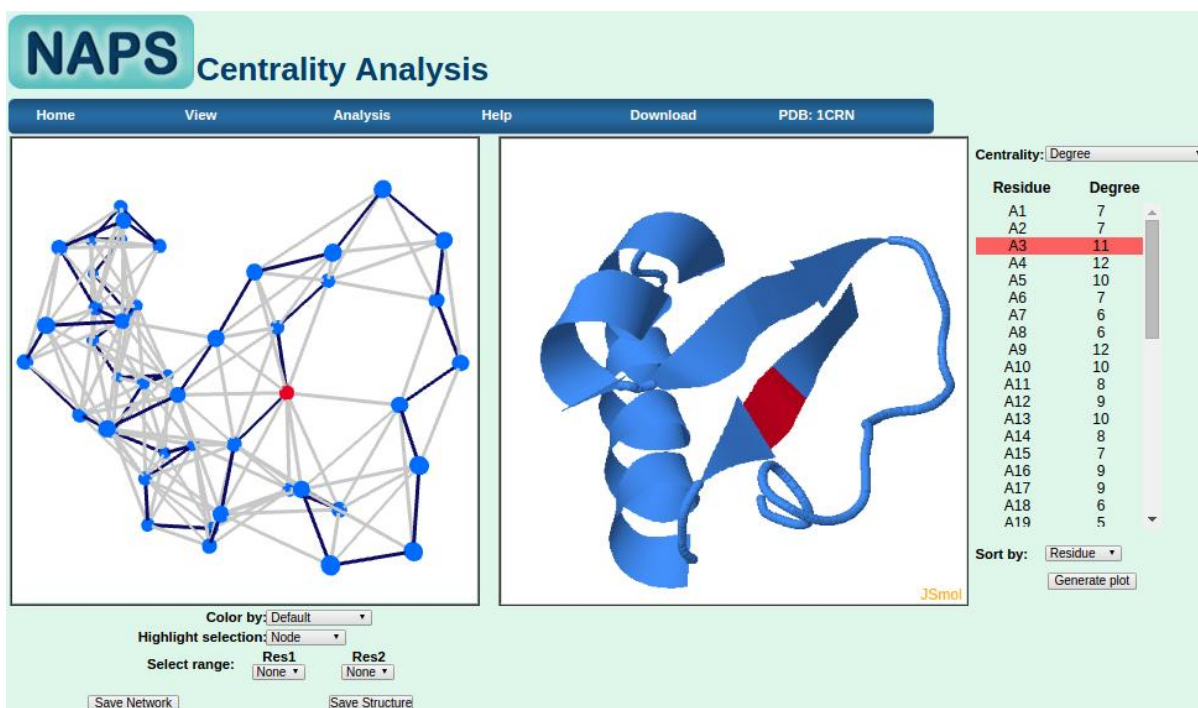 NAPS Centrality Analysis
Home View Analysis Help Download PDB: 1CRN
Centrality: Degree
Residue Degree
A1 7
A2 7
A3 11
A4 12
A5 10
A6 7
A7 6
A8 6
A9 12
A10 10
A11 8
A12 9
A13 10
A14 8
A15 7
A16 9
A17 9
A18 6
A19 5
Sort by: Residue
Generate plot
JSmol
Color by: Default
Highlight selection: Node
Res1 Res2
Select range: None None
Save Network Save Structure